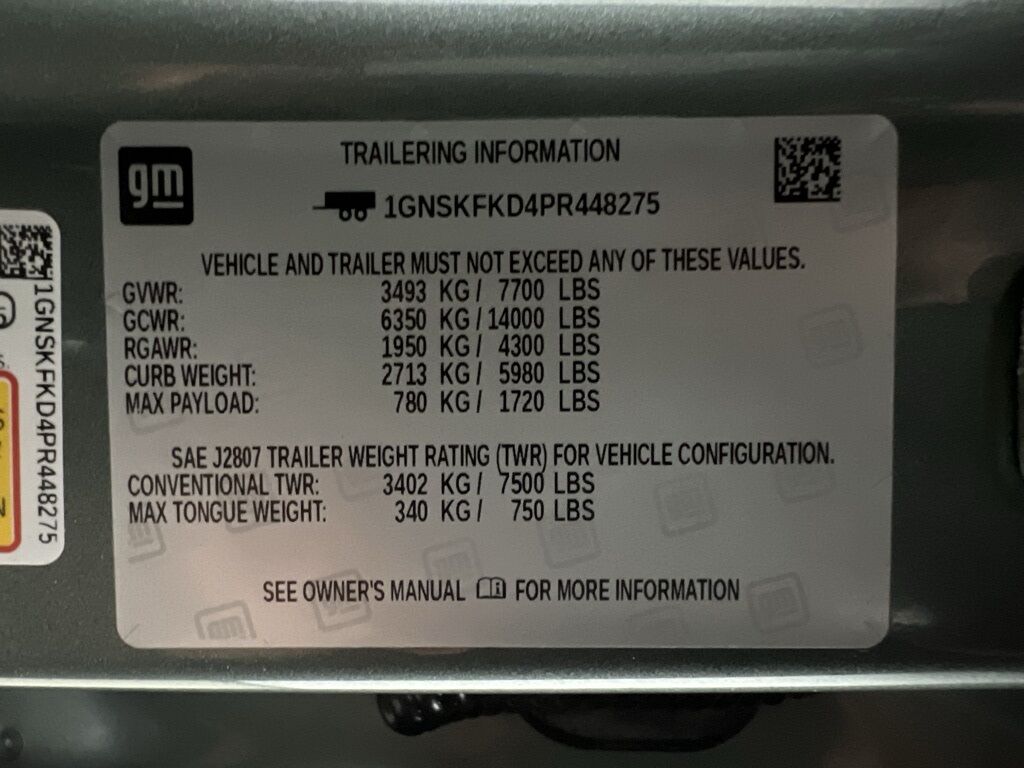 gm
TRAILERING INFORMATION
1GNSKFKD4PR448275
VEHICLE AND TRAILER MUST NOT EXCEED ANY OF THESE VALUES.
GVWR: 3493 KG / 7700 LBS
GCWR: 6350 KG / 14000 LBS
RGAWR: 1950 KG / 4300 LBS
CURB WEIGHT: 2713 KG / 5980 LBS
MAX PAYLOAD: 780 KG / 1720 LBS
SAE J2807 TRAILER WEIGHT RATING (TWR) FOR VEHICLE CONFIGURATION.
CONVENTIONAL TWR: 3402 KG / 7500 LBS
MAX TONGUE WEIGHT: 340 KG / 750 LBS
SEE OWNER'S MANUAL FOR MORE INFORMATION
1GNSKFKD4PR448275